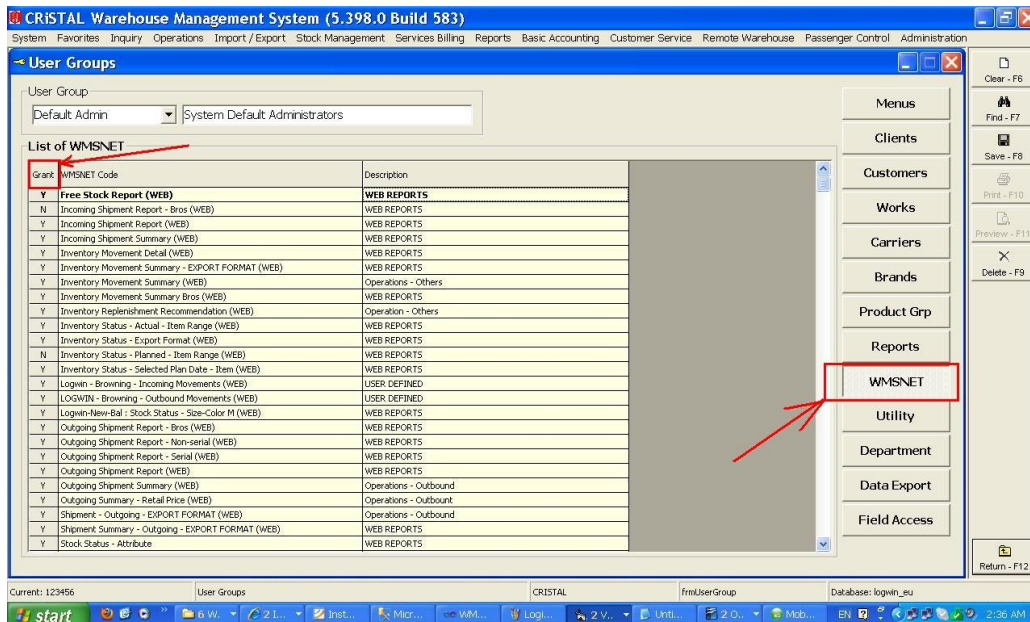 CRiSTAL Warehouse Management System (5.398.0 Build 583)
System Favorites Inquiry Operations Import / Export Stock Management Services Billing Reports Basic Accounting Customer Service Remote Warehouse Passenger Control Administration
User Groups
Clear - F6
User Group
Default Admin System Default Administrators
Menus
Find - F7
List of WMSNET
Clients
Save - F8
Grant WMSNET Code Description
Customers
Print - F10
Y Free Stock Report (WEB) WEB REPORTS
N Incoming Shipment Report - Bros (WEB) WEB REPORTS
Works
Y Incoming Shipment Report (WEB) WEB REPORTS
Preview - F11
Y Incoming Shipment Summary (WEB) WEB REPORTS
Carriers
Y Inventory Movement Detail (WEB) WEB REPORTS
Y Inventory Movement Summary - EXPORT FORMAT (WEB) WEB REPORTS
Delete - F9
Y Inventory Movement Summary (WEB) Operations - Others
Brands
Y Inventory Movement Summary Bros (WEB) WEB REPORTS
Y Inventory Replenishment Recommendation (WEB) Operation - Others
Product Grp
Y Inventory Status - Actual - Item Range (WEB) WEB REPORTS
Y Inventory Status - Export Format (WEB) WEB REPORTS
Reports
N Inventory Status - Planned - Item Range (WEB) WEB REPORTS
Y Inventory Status - Selected Plan Date - Item (WEB) WEB REPORTS
Y Logwin - Browning - Incoming Movements (WEB) USER DEFINED
WMSNET
Y LOGWIN - Browning - Outbound Movements (WEB) USER DEFINED
Y Logwin-New-Bal : Stock Status - Size-Color M (WEB) WEB REPORTS
Utility
Y Outgoing Shipment Report - Bros (WEB) WEB REPORTS
Y Outgoing Shipment Report - Non-serial (WEB) WEB REPORTS
Y Outgoing Shipment Report - Serial (WEB) WEB REPORTS
Department
Y Outgoing Shipment Report (WEB) WEB REPORTS
Y Outgoing Shipment Summary (WEB) Operations - Outbound
Data Export
Y Outgoing Summary - Retail Price (WEB) Operations - Outbount
Y Shipment - Outgoing - EXPORT FORMAT (WEB) Operations - Outbound
Field Access
Y Shipment Summary - Outgoing - EXPORT FORMAT (WEB) WEB REPORTS
Y Stock Status - Attribute WEB REPORTS
Return - F12
Current: 123456 User Groups CRISTAL frmUserGroup Database: logwin_eu
start 6 W. 2 I... Inst... Micr... WM... Logi... 2 V.. Unti... 2 O.. Mob... EN 2:36 AM